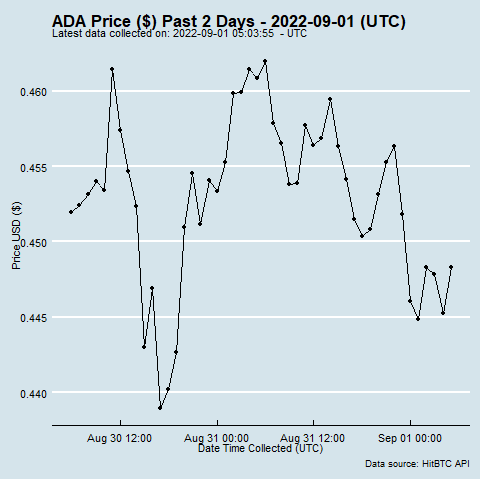 ADA Price ($) Past 2 Days - 2022-09-01 (UTC)
Latest data collected on: 2022-09-01 05:03:55  - UTC
0.460
0.455
0.450
0.445
0.440
Price USD ($)
Aug 30 12:00
Aug 31 00:00
Aug 31 12:00
Sep 01 00:00
Date Time Collected (UTC)
Data source: HitBTC API